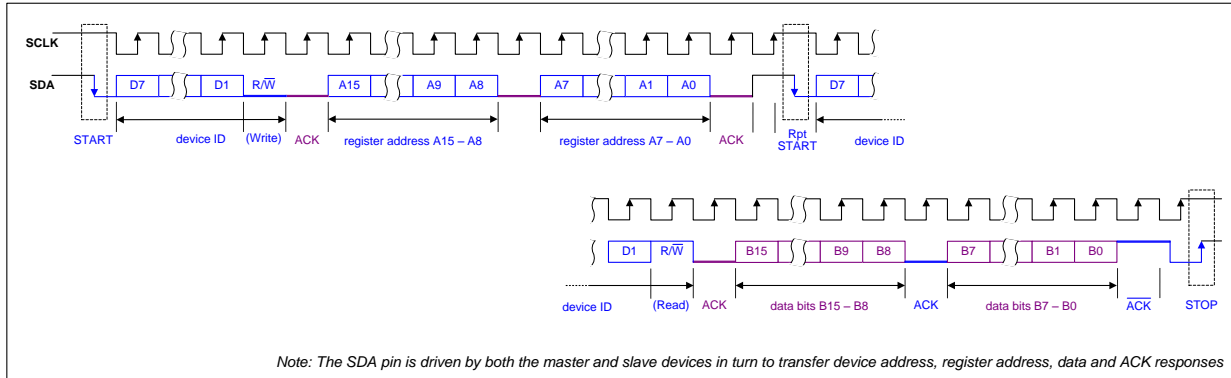 SCLK
SDA D7 D1 R/W̅ A15 A9 A8 A7 A1 A0 D7
START device ID (Write) ACK register address A15 – A8 register address A7 – A0 ACK Rpt START device ID
D1 R/W̅ B15 B9 B8 B7 B1 B0
device ID (Read) ACK data bits B15 – B8 ACK data bits B7 – B0 A̅C̅K̅ STOP
Note: The SDA pin is driven by both the master and slave devices in turn to transfer device address, register address, data and ACK responses